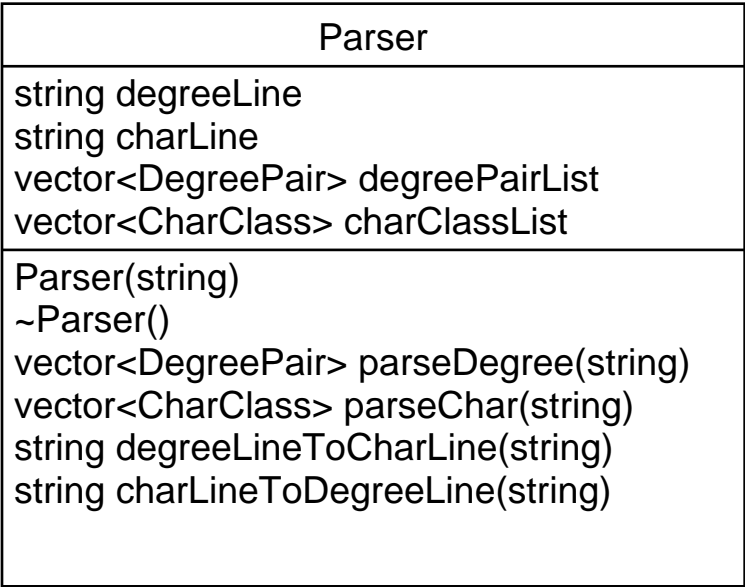 Parser
string degreeLine
string charLine
vector<DegreePair> degreePairList
vector<CharClass> charClassList
Parser(string)
~Parser()
vector<DegreePair> parseDegree(string)
vector<CharClass> parseChar(string)
string degreeLineToCharLine(string)
string charLineToDegreeLine(string)